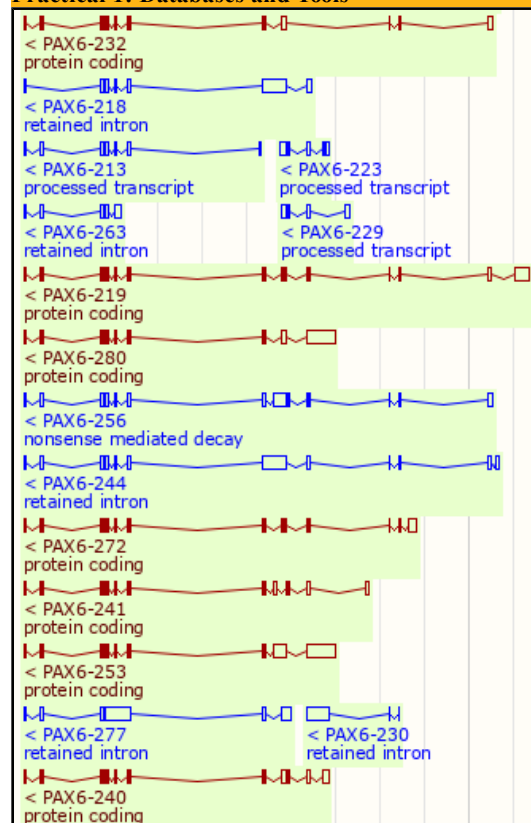 Practical 1: Databases and Tools
< PAX6-232
protein coding
< PAX6-218
retained intron
< PAX6-213
processed transcript
< PAX6-223
processed transcript
< PAX6-263
retained intron
< PAX6-229
processed transcript
< PAX6-219
protein coding
< PAX6-280
protein coding
< PAX6-256
nonsense mediated decay
< PAX6-244
retained intron
< PAX6-272
protein coding
< PAX6-241
protein coding
< PAX6-253
protein coding
< PAX6-277
retained intron
< PAX6-230
retained intron
< PAX6-240
protein coding